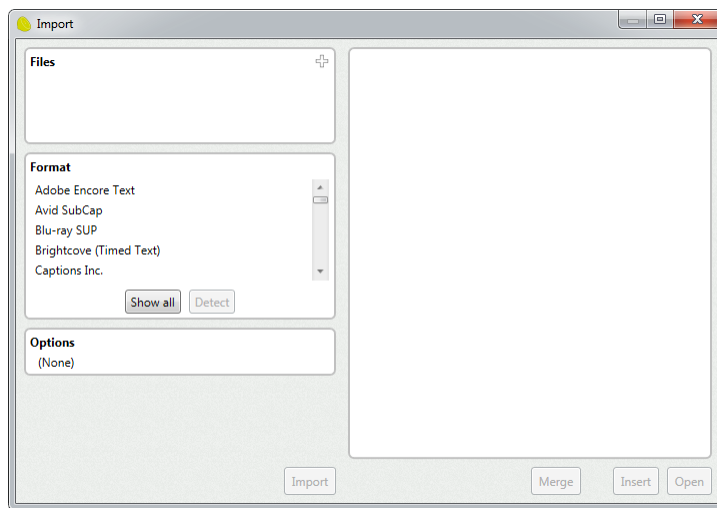 Import
Files
Format
Adobe Encore Text
Avid SubCap
Blu-ray SUP
Brightcove (Timed Text)
Captions Inc.
Show all Detect
Options
(None)
Import Merge Insert Open